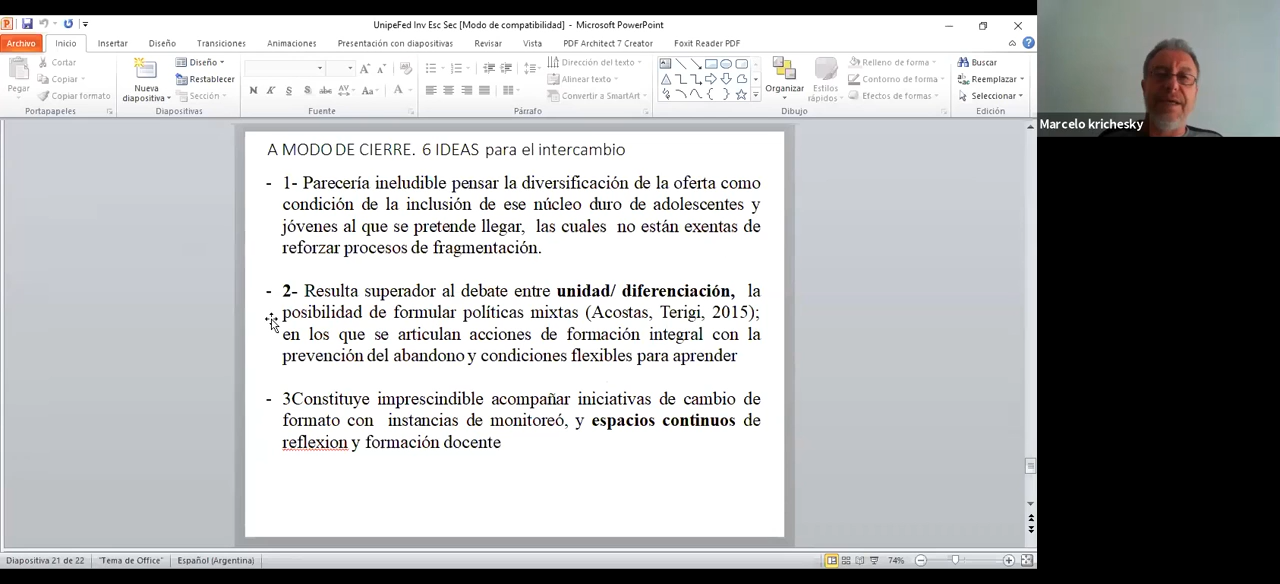 UnipeFed Inv Esc Sec [Modo de compatibilidad] - Microsoft PowerPoint
Archivo Inicio Insertar Diseño Transiciones Animaciones Presentación con diapositivas Revisar Vista PDF Architect 7 Creator Foxit Reader PDF
Pegar
Cortar
Copiar
Copiar formato
Portapapeles
Nueva diapositiva
Diseño
Restablecer
Sección
Diapositivas
N K S S abc AV Aa A
Fuente
Dirección del texto
Alinear texto
Convertir a SmartArt
Párrafo
Organizar
Estilos rápidos
Relleno de forma
Contorno de forma
Efectos de formas
Dibujo
Buscar
Reemplazar
Seleccionar
Edición
Marcelo krichesky
A MODO DE CIERRE. 6 IDEAS para el intercambio
- 1- Parecería ineludible pensar la diversificación de la oferta como
condición de la inclusión de ese núcleo duro de adolescentes y
jóvenes al que se pretende llegar, las cuales no están exentas de
reforzar procesos de fragmentación.
- 2- Resulta superador al debate entre unidad/ diferenciación, la
posibilidad de formular políticas mixtas (Acostas, Terigi, 2015);
en los que se articulan acciones de formación integral con la
prevención del abandono y condiciones flexibles para aprender
- 3Constituye imprescindible acompañar iniciativas de cambio de
formato con instancias de monitoreó, y espacios continuos de
reflexion y formación docente
Diapositiva 21 de 22 "Tema de Office" Español (Argentina) 74%